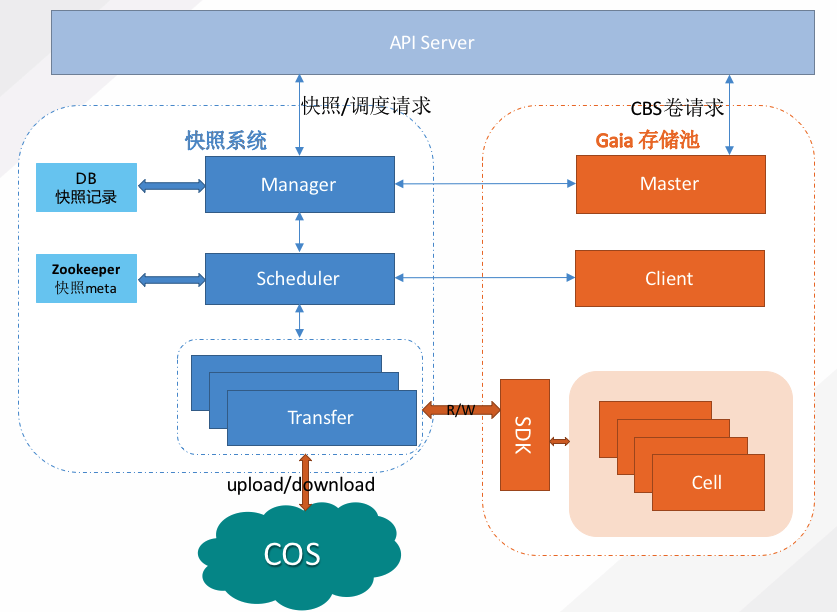 API Server
快照/调度请求
CBS卷请求
快照系统
Gaia 存储池
DB
快照记录
Manager
Master
Zookeeper
快照meta
Scheduler
Client
Transfer
R/W
SDK
Cell
upload/download
COS